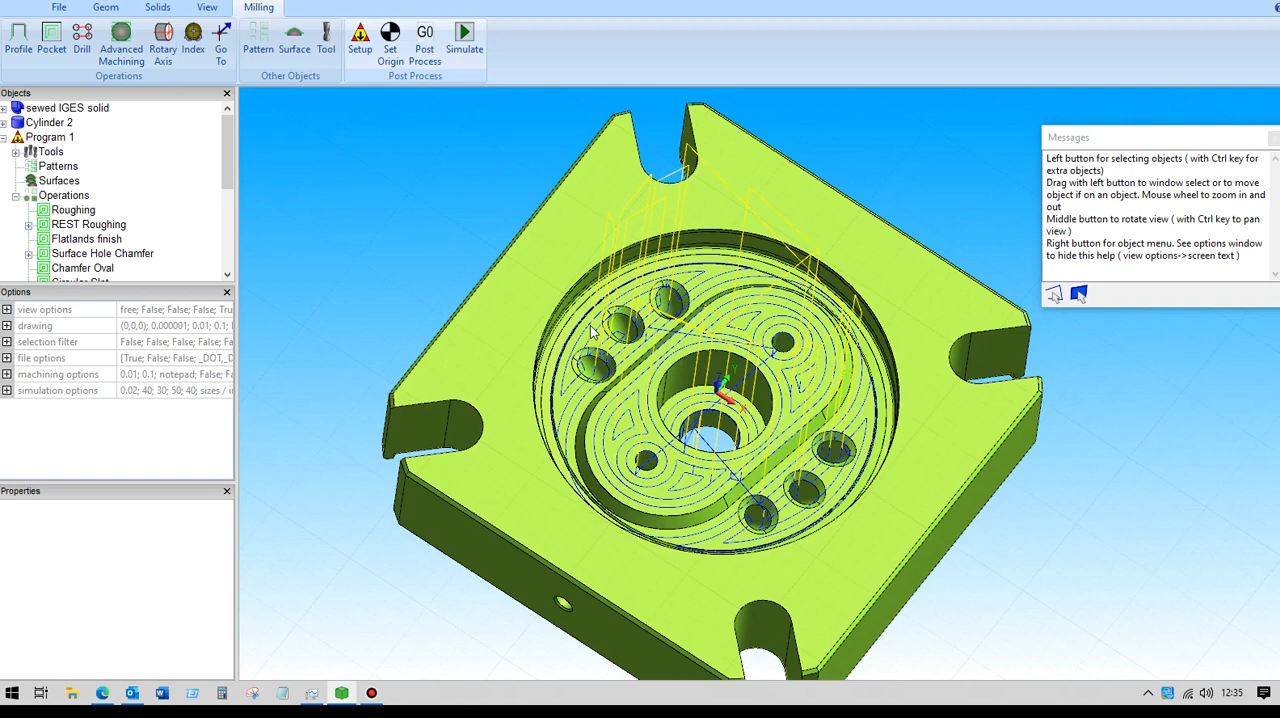 File Geom Solids View Milling
Profile Pocket Drill Advanced Machining Rotary Axis Index Go To Pattern Surface Tool Setup Set Origin Post Process Simulate
Operations Other Objects Post Process
Objects
sewed IGES solid
Cylinder 2
Program 1
Tools
Patterns
Surfaces
Operations
Roughing
REST Roughing
Flatlands finish
Surface Hole Chamfer
Chamfer Oval
Circular Slot
Options
view options free; False; False; True
drawing (0,0,0); 0.000001; 0.01; 0.1;
selection filter False; False; False; False
file options [True; False; False; _DOT,_D
machining options 0.01; 0.1; notepad; False; Fa
simulation options 0.02; 40; 30; 50; 40; sizes / in
Properties
Messages
Left button for selecting objects ( with Ctrl key for
extra objects)
Drag with left button to window select or to move
object if on an object. Mouse wheel to zoom in and
out
Middle button to rotate view ( with Ctrl key to pan
view )
Right button for object menu. See options window
to hide this help ( view options->screen text )
12:35